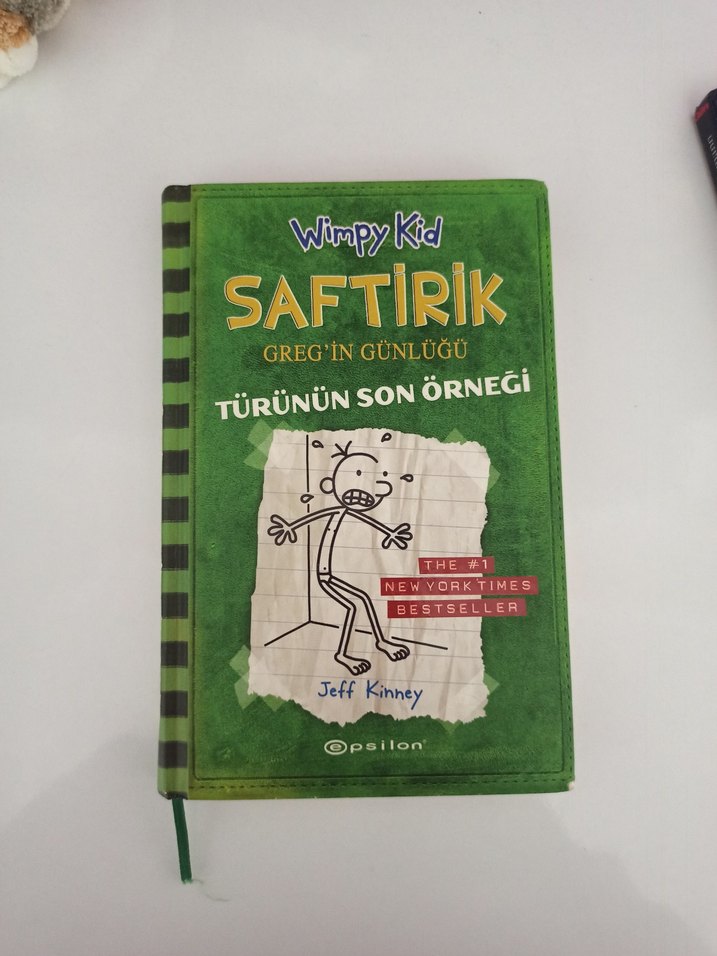 Wimpy Kid
SAFTİRİK
GREG'İN GÜNLÜĞÜ
TÜRÜNÜN SON ÖRNEĞİ
THE #1
NEW YORK TIMES
BESTSELLER
Jeff Kinney
epsilon